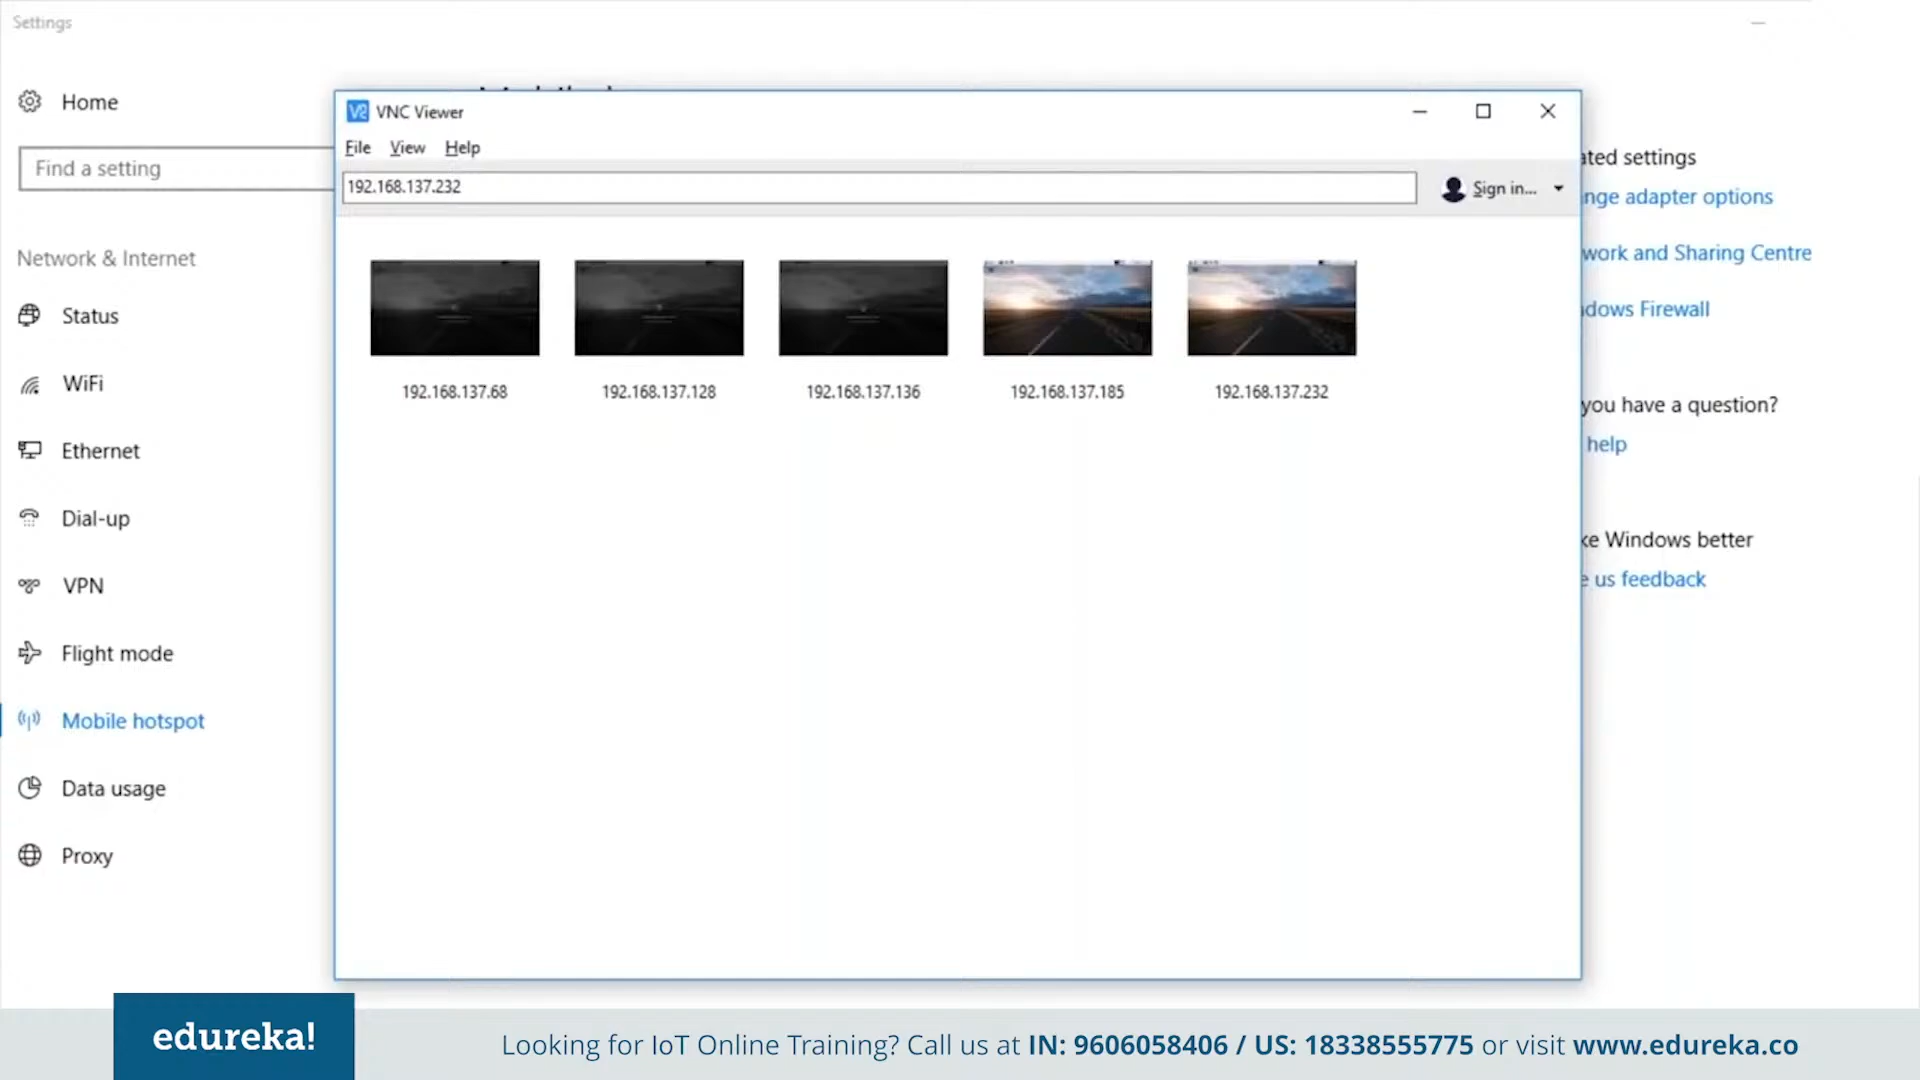 Settings
Home
Find a setting
Network & Internet
Status
WiFi
Ethernet
Dial-up
VPN
Flight mode
Mobile hotspot
Data usage
Proxy
VNC Viewer
File View Help
192.168.137.232
Sign in...
192.168.137.68
192.168.137.128
192.168.137.136
192.168.137.185
192.168.137.232
ated settings
nge adapter options
work and Sharing Centre
dows Firewall
you have a question?
help
ke Windows better
e us feedback
edureka!
Looking for IoT Online Training? Call us at IN: 9606058406 / US: 18338555775 or visit www.edureka.co